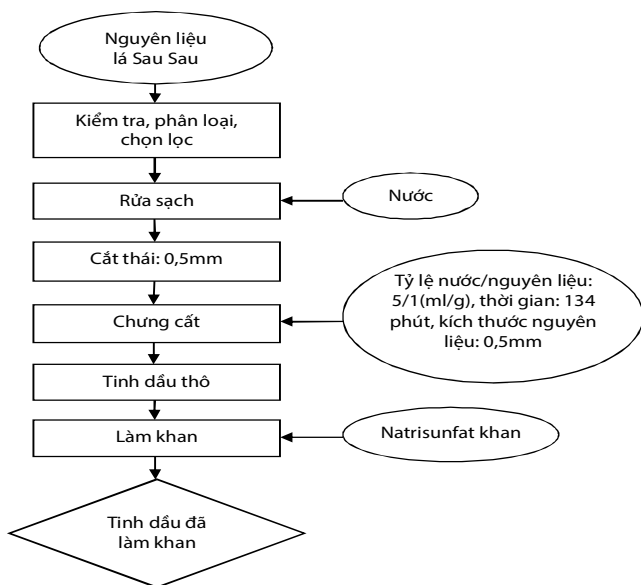 Nguyên liệu
lá Sau Sau
Kiểm tra, phân loại,
chọn lọc
Rửa sạch
Nước
Cắt thái: 0,5mm
Tỷ lệ nước/nguyên liệu:
5/1(ml/g), thời gian: 134
phút, kích thước nguyên
liệu: 0,5mm
Chưng cất
Tinh dầu thô
Làm khan
Natrisunfat khan
Tinh dầu đã
làm khan